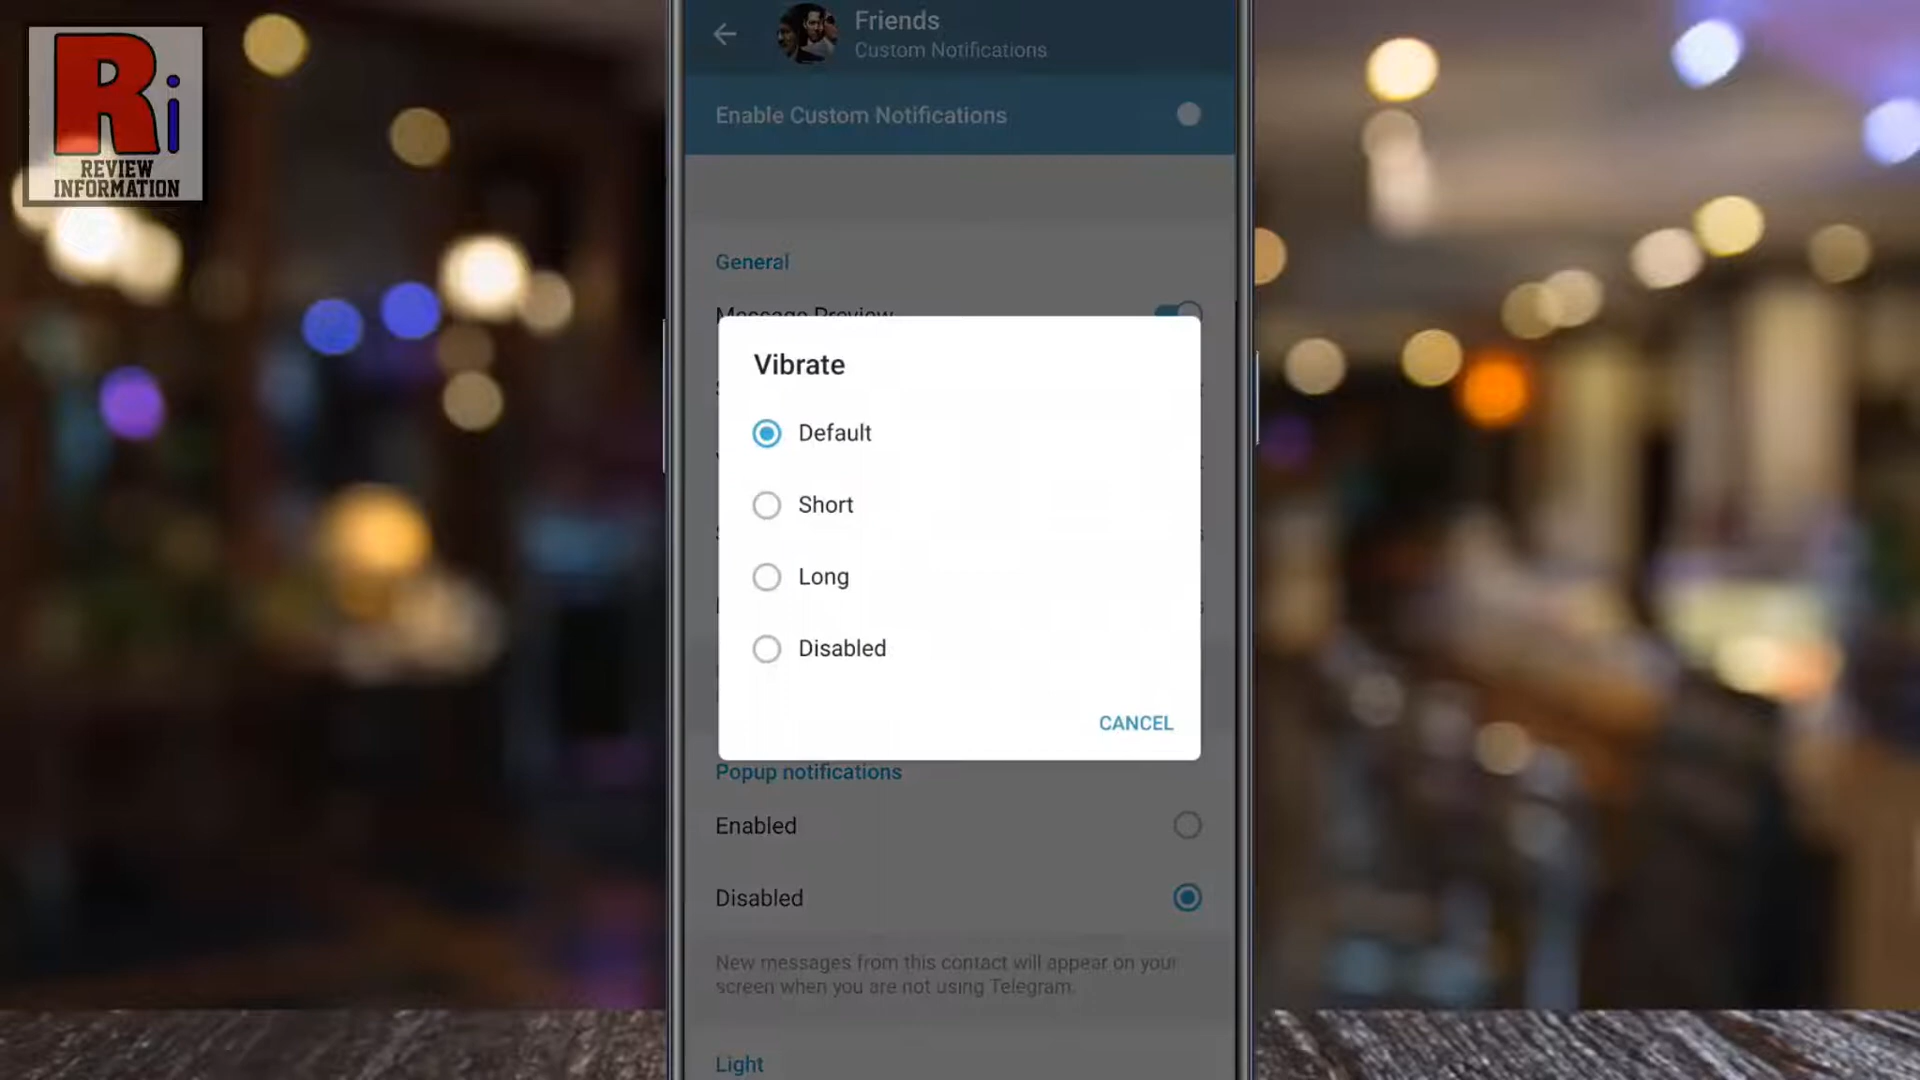 Ri
REVIEW
INFORMATION
Friends
Custom Notifications
Enable Custom Notifications
General
Message Preview
Vibrate
Default
Short
Long
Disabled
CANCEL
Popup notifications
Enabled
Disabled
New messages from this contact will appear on your
screen when you are not using Telegram.
Light